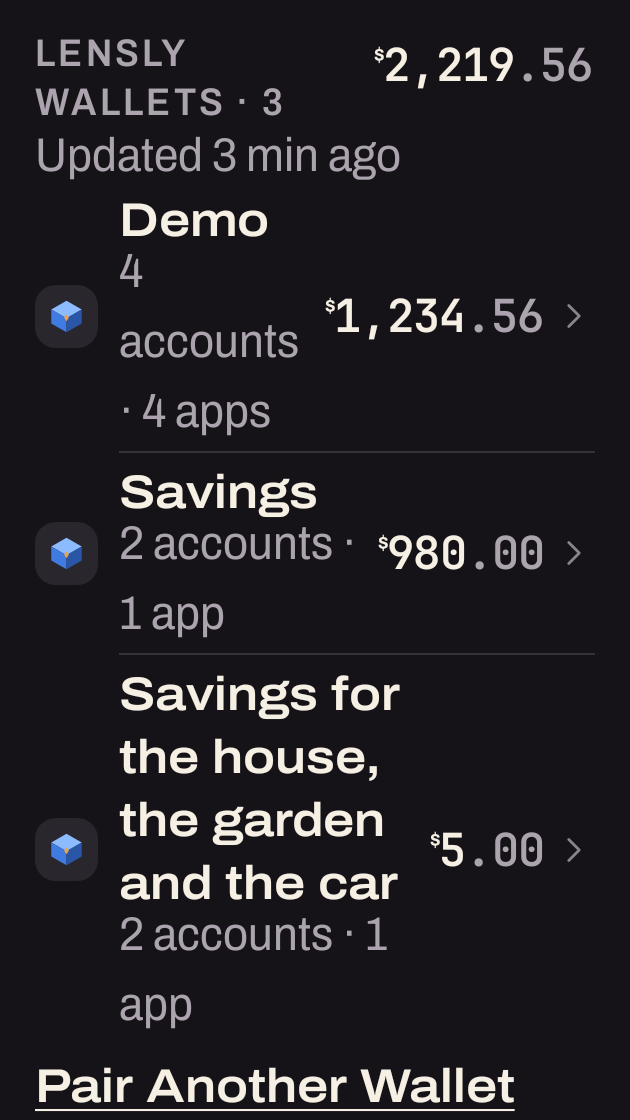 LENSLY
WALLETS · 3
$2,219.56
Updated 3 min ago
Demo
4
accounts
· 4 apps
$1,234.56
Savings
2 accounts ·
1 app
$980.00
Savings for
the house,
the garden
and the car
2 accounts · 1
app
$5.00
Pair Another Wallet